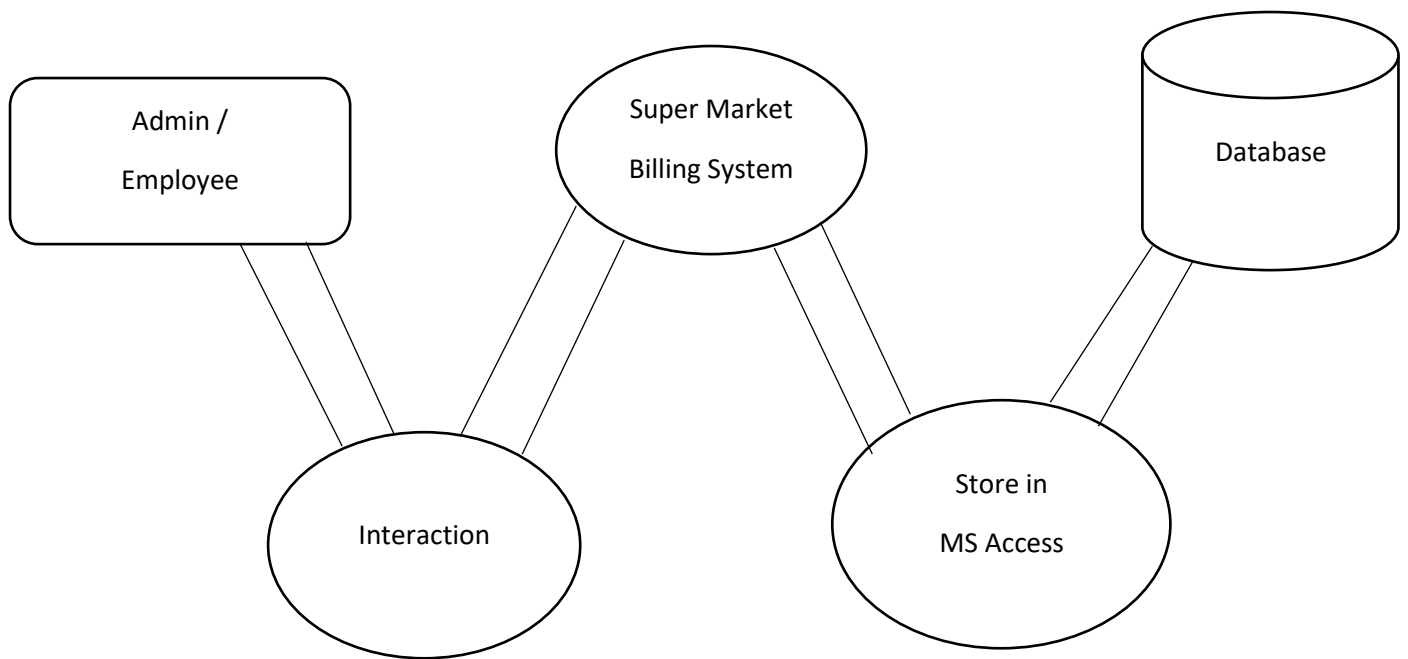 Admin /
Employee
Super Market
Billing System
Database
Interaction
Store in
MS Access